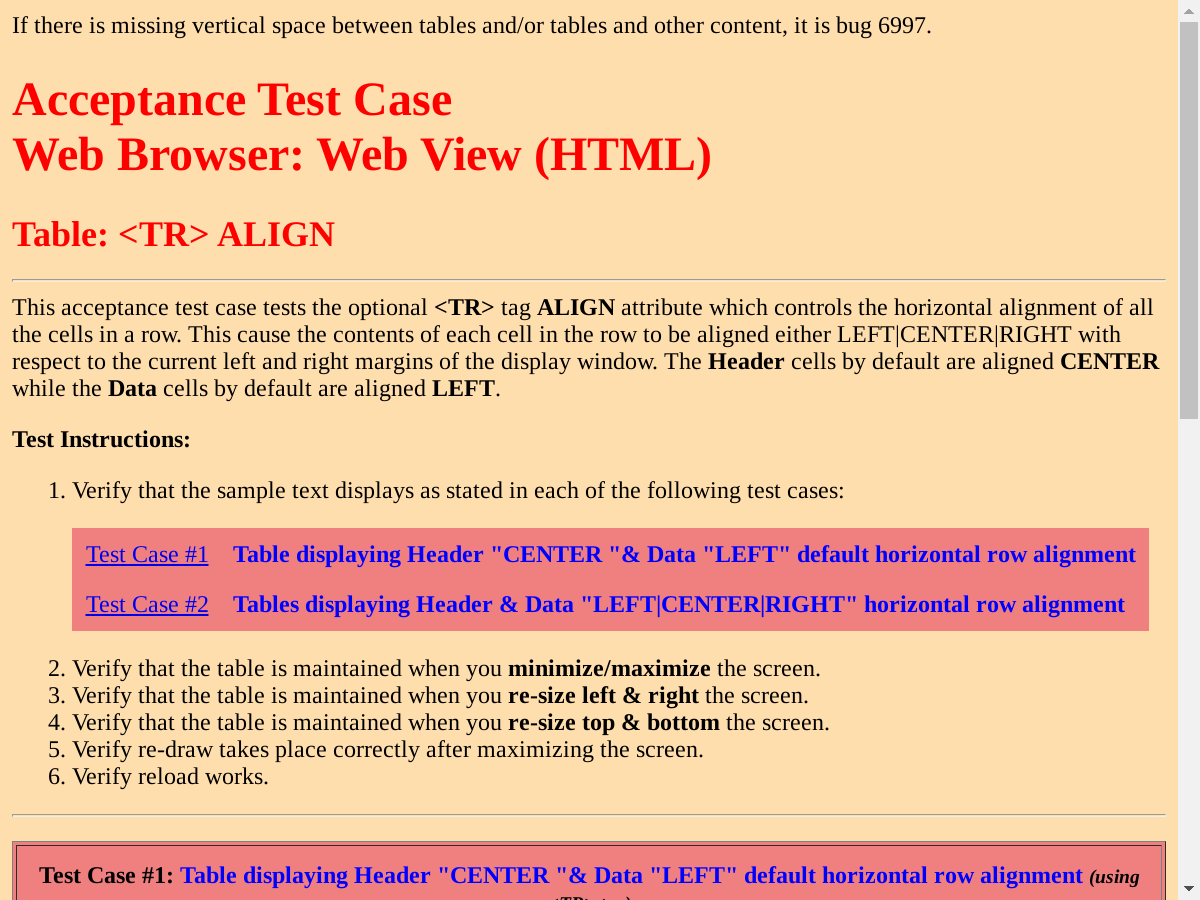 If there is missing vertical space between tables and/or tables and other content, it is bug 6997.
Acceptance Test Case
Web Browser: Web View (HTML)
Table: <TR> ALIGN
This acceptance test case tests the optional <TR> tag ALIGN attribute which controls the horizontal alignment of all
the cells in a row. This cause the contents of each cell in the row to be aligned either LEFT|CENTER|RIGHT with
respect to the current left and right margins of the display window. The Header cells by default are aligned CENTER
while the Data cells by default are aligned LEFT.
Test Instructions:
1. Verify that the sample text displays as stated in each of the following test cases:
Test Case #1 Table displaying Header "CENTER "& Data "LEFT" default horizontal row alignment
Test Case #2 Tables displaying Header & Data "LEFT|CENTER|RIGHT" horizontal row alignment
2. Verify that the table is maintained when you minimize/maximize the screen.
3. Verify that the table is maintained when you re-size left & right the screen.
4. Verify that the table is maintained when you re-size top & bottom the screen.
5. Verify re-draw takes place correctly after maximizing the screen.
6. Verify reload works.
Test Case #1: Table displaying Header "CENTER "& Data "LEFT" default horizontal row alignment (using